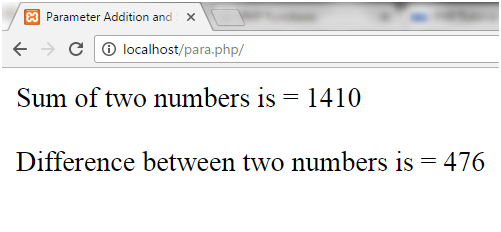 Parameter Addition and
localhost/para.php/
Sum of two numbers is = 1410
Difference between two numbers is = 476